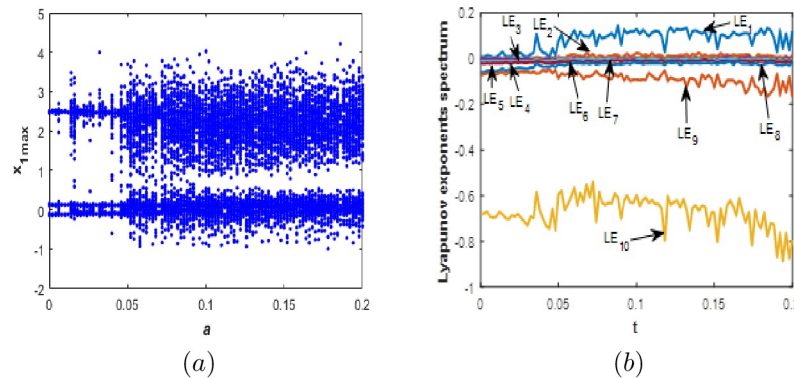 5
4
3
2
1
0
-1
-2
x1max
0
0.05
0.1
0.15
0.2
a
(a)
0.2
0
-0.2
-0.4
-0.6
-0.8
-1
Lyapunov exponents spectrum
LE3
LE2
LE1
LE5
LE4
LE6
LE7
LE9
LE8
LE10
0
0.05
0.1
0.15
t
(b)